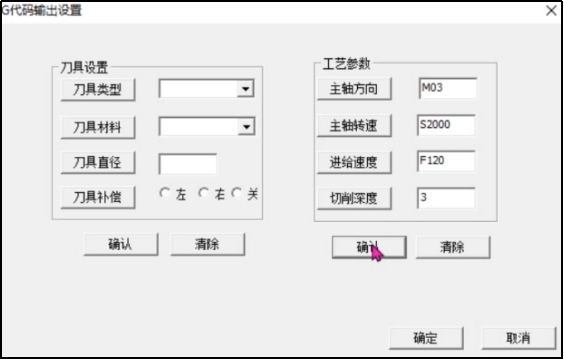 G代码输出设置
刀具设置
刀具类型
刀具材料
刀具直径
刀具补偿
左 右 关
确认 清除
工艺参数
主轴方向 M03
主轴转速 S2000
进给速度 F120
切削深度 3
确认 清除
确定 取消